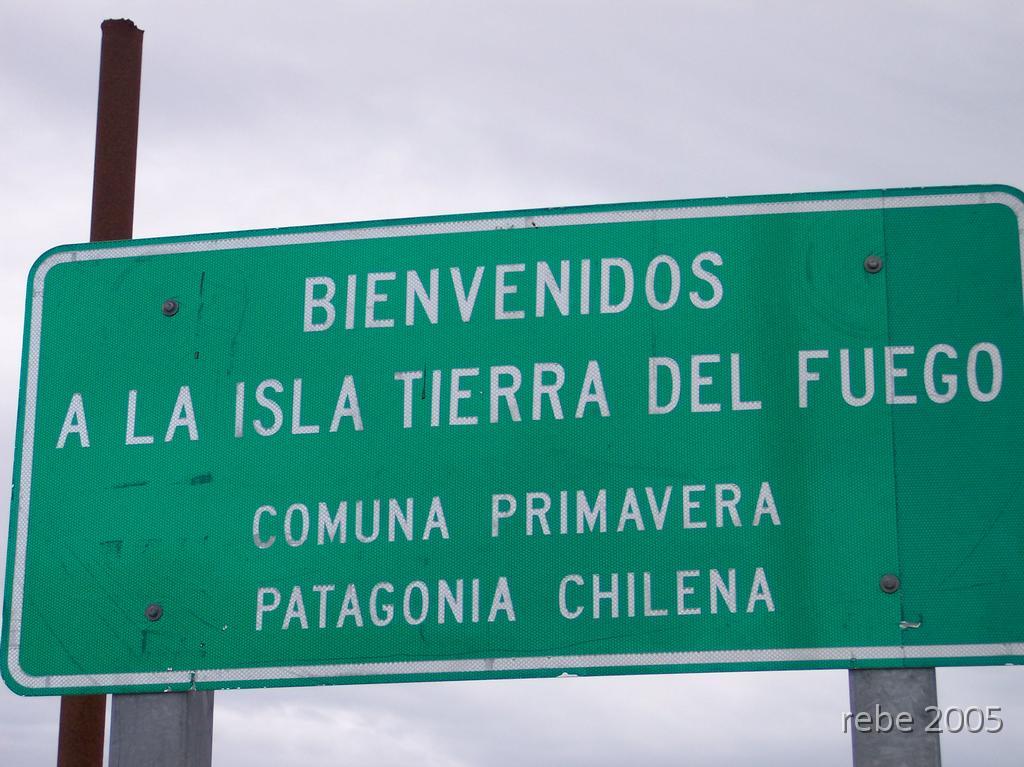 BIENVENIDOS
A LA ISLA TIERRA DEL FUEGO
COMUNA PRIMAVERA
PATAGONIA CHILENA
rebe 2005